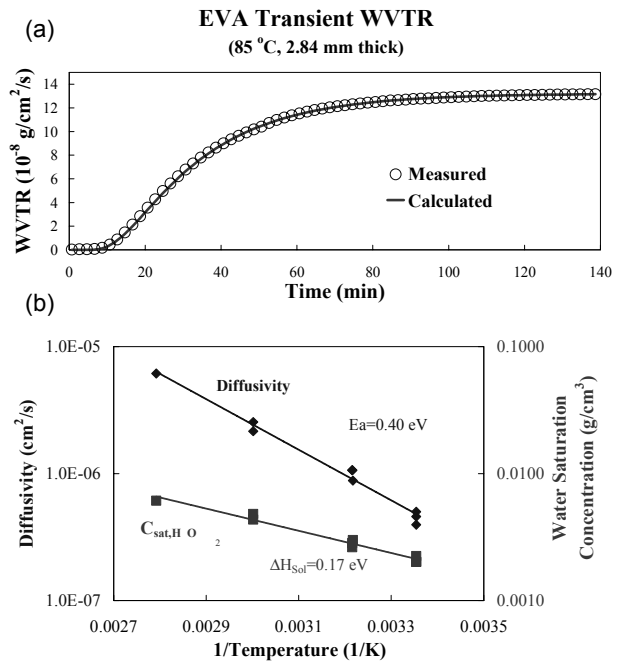 EVA Transient WVTR
(a)
(85 °C, 2.84 mm thick)
WVTR (10⁻⁸ g/cm²/s)
14
12
10
8
6
4
2
0
Measured
Calculated
0 20 40 60 80 100 120 140
Time (min)
(b)
1.0E-05
1.0E-06
1.0E-07
Diffusivity (cm²/s)
0.1000
0.0100
0.0010
Water Saturation
Concentration (g/cm³)
Diffusivity
Ea=0.40 eV
Csat,H2O
ΔHSol=0.17 eV
0.0027 0.0029 0.0031 0.0033 0.0035
1/Temperature (1/K)